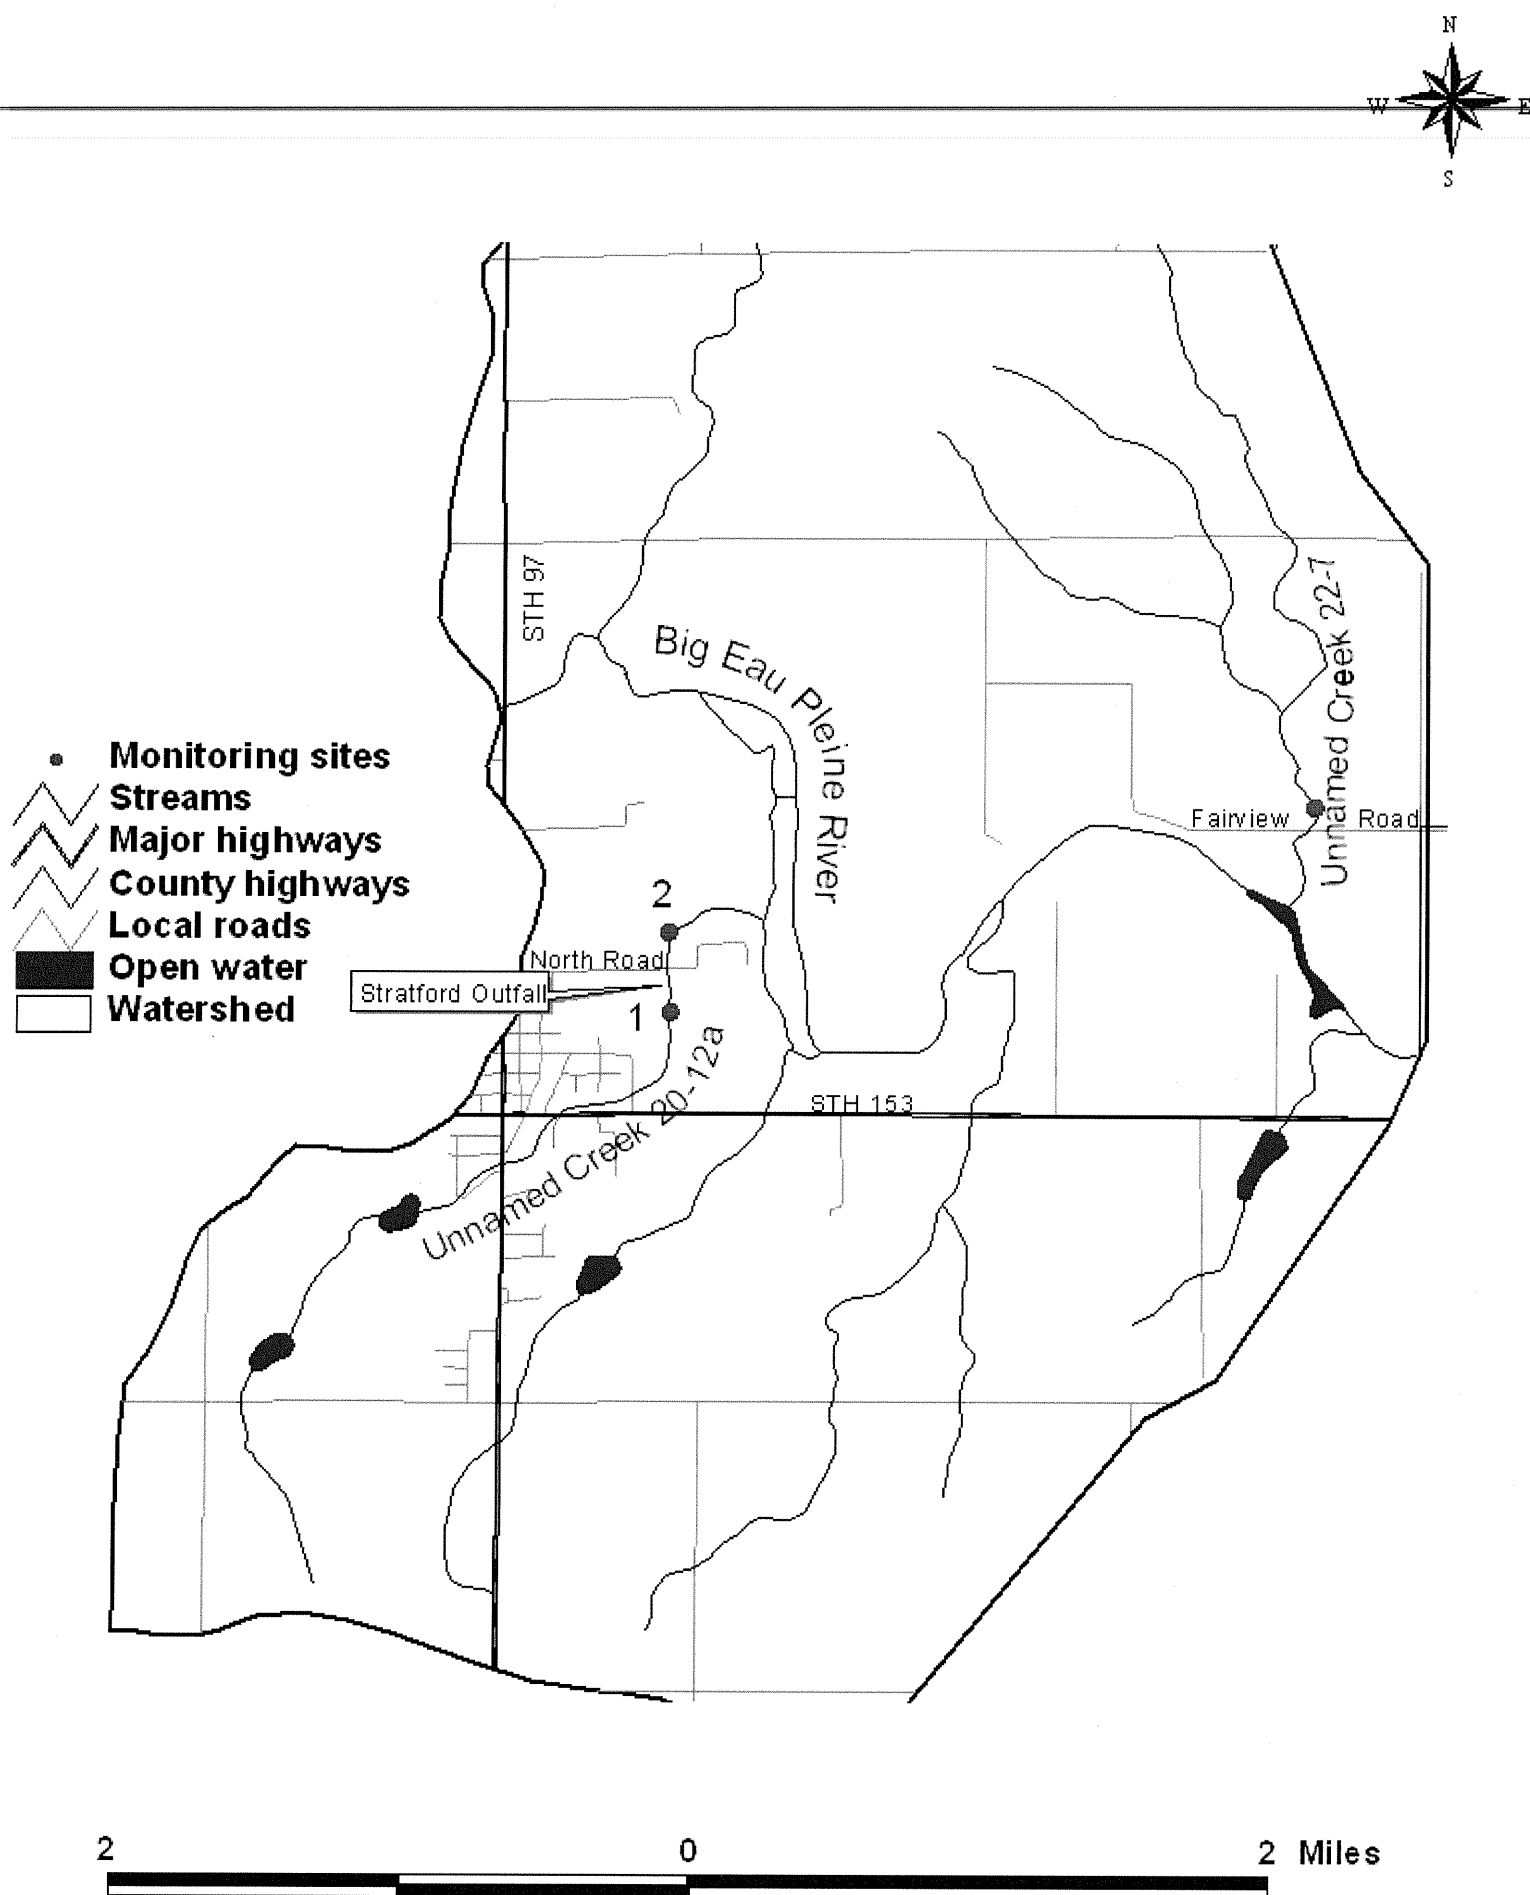 N
W E
S
STH 97
Big Eau Pleine River
Unnamed Creek 22-7
Monitoring sites
Streams
Major highways
County highways
Local roads
Open water
Watershed
Fairview Road
2
North Road
Stratford Outfall
1
STH 153
Unnamed Creek 20-12a
2 0 2 Miles